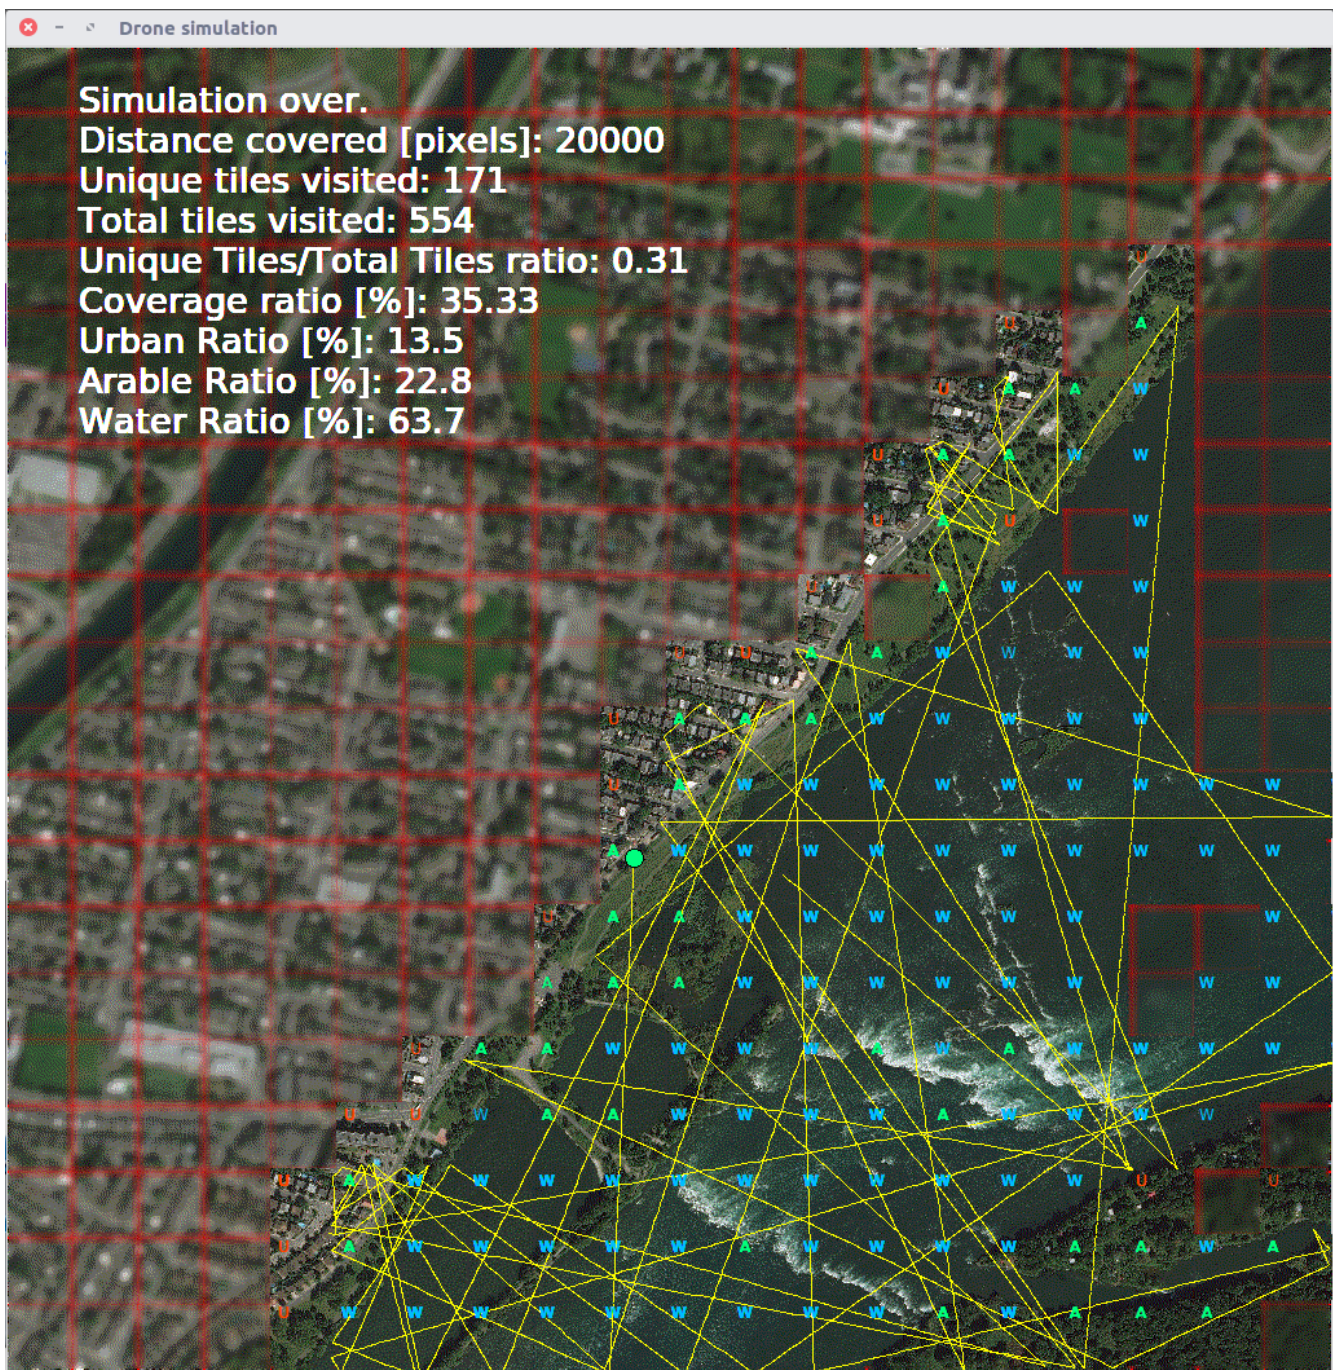 Drone simulation
Simulation over.
Distance covered [pixels]: 20000
Unique tiles visited: 171
Total tiles visited: 554
Unique Tiles/Total Tiles ratio: 0.31
Coverage ratio [%]: 35.33
Urban Ratio [%]: 13.5
Arable Ratio [%]: 22.8
Water Ratio [%]: 63.7
U
U A
U A A W
U A A W W
U A U W
U A W W W
U U A A W W W W
U A A A W W W W W
U A W W W W W W W W W
A W W W W W W W W W W
U A A W W W W W W W
A A A W W W W W W W W
U A A W W W W A W A W W W W
U U W A A W W W W A W W W W
U A W W W W W W W W W W W U U
U A W W W W W A W W W W A A W A
U W W W W W W W W W A W A A A